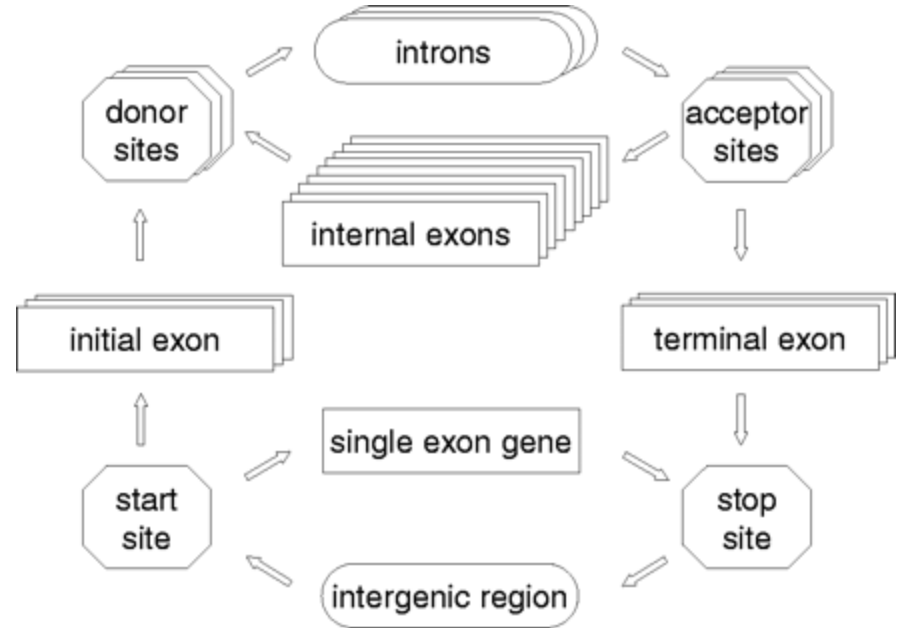 introns
donor
sites
acceptor
sites
internal exons
initial exon
terminal exon
single exon gene
start
site
stop
site
intergenic region